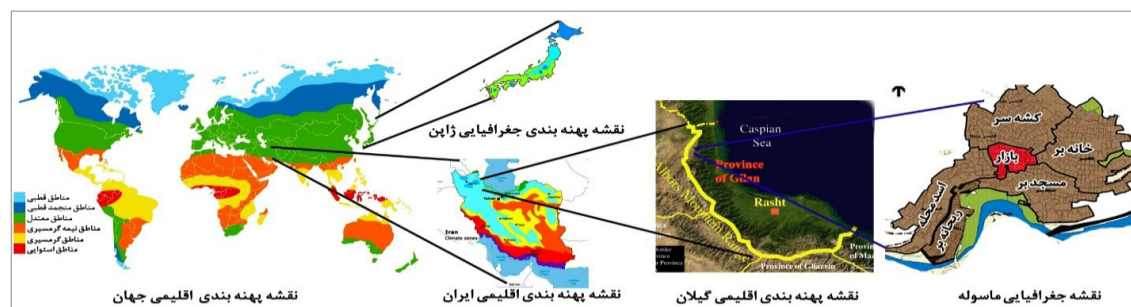 مناطق قطبی
مناطق منجمد قطبی
مناطق معتدل
مناطق نیمه گرمسیری
مناطق گرمسیری
مناطق استوایی
نقشه پهنه بندی اقلیمی جهان
نقشه پهنه بندی جغرافیایی ژاپن
Iran
Climate zones
نقشه پهنه بندی اقلیمی ایران
Caspian
Sea
Province
of Gilan
Rasht
Province of Ghazvin
Province
نقشه پهنه بندی اقلیمی گیلان
کشه سر
خانه بر
بازار
مسجد بر
اسد محله
ریحانه بر
نقشه جغرافیایی ماسوله